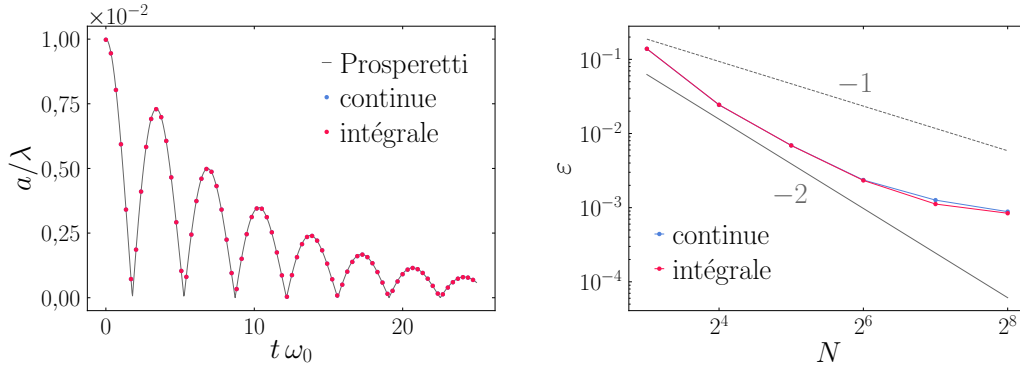 ×10⁻²
1,00
0,75
0,50
0,25
0,00
a/λ
0
10
20
t ω₀
Prosperetti
continue
intégrale
10⁻¹
10⁻²
10⁻³
10⁻⁴
ε
−1
−2
continue
intégrale
2⁴
2⁶
2⁸
N